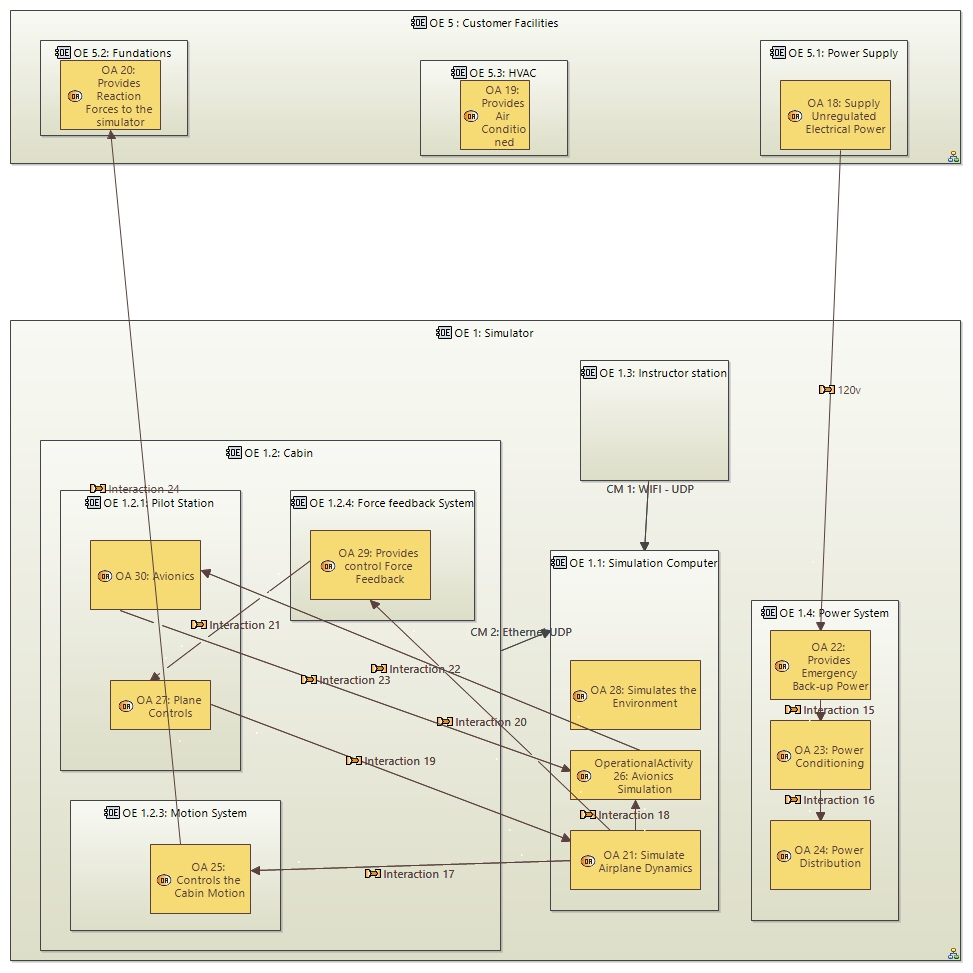 OE 5 : Customer Facilities
OE 5.2: Fundations
OA 20:
Provides
Reaction
Forces to the
simulator
OE 5.3: HVAC
OA 19:
Provides
Air
Conditio
ned
OE 5.1: Power Supply
OA 18: Supply
Unregulated
Electrical Power
OE 1: Simulator
OE 1.3: Instructor station
120v
OE 1.2: Cabin
Interaction 24
CM 1: WIFI - UDP
OE 1.2.1: Pilot Station
OE 1.2.4: Force feedback System
OA 30: Avionics
OA 29: Provides
control Force
Feedback
OE 1.1: Simulation Computer
OE 1.4: Power System
Interaction 21
CM 2: Ethernet UDP
OA 22:
Provides
Emergency
Back-up Power
Interaction 22
Interaction 23
OA 27: Plane
Controls
OA 28: Simulates the
Environment
Interaction 15
Interaction 20
OA 23: Power
Conditioning
Interaction 19
OperationalActivity
26: Avionics
Simulation
Interaction 16
OE 1.2.3: Motion System
Interaction 18
OA 24: Power
Distribution
OA 25:
Controls the
Cabin Motion
Interaction 17
OA 21: Simulate
Airplane Dynamics